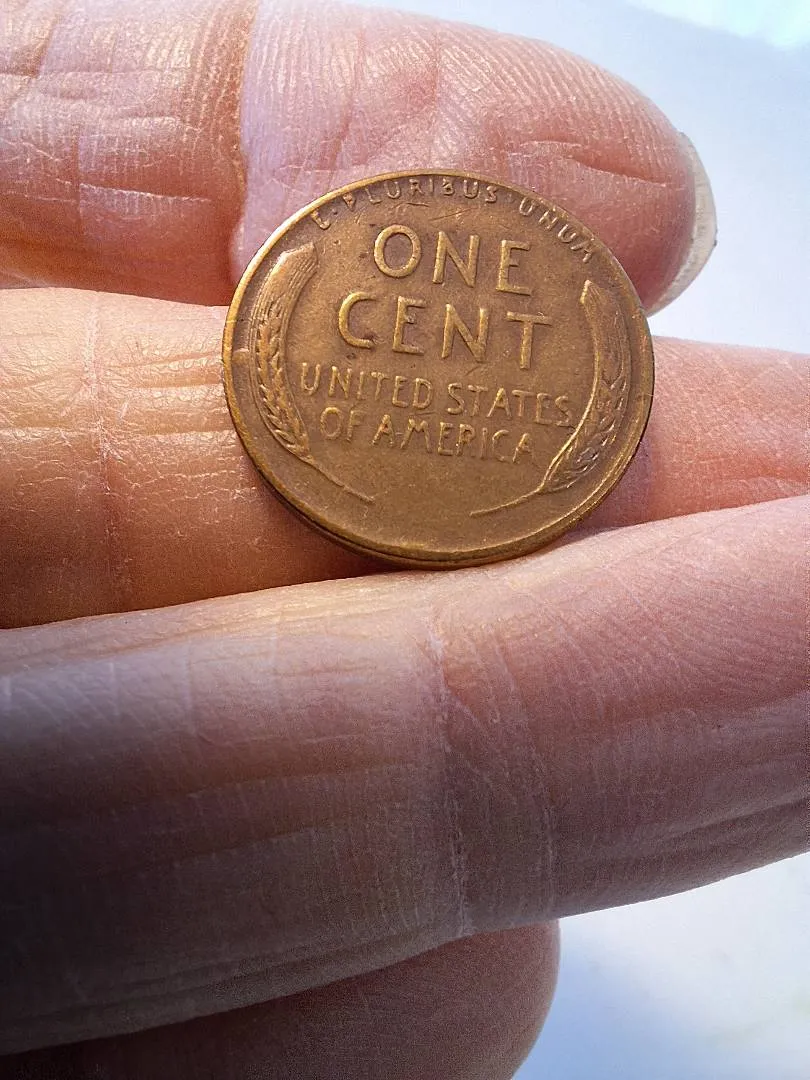 E · PLURIBUS · UNUM
ONE
CENT
UNITED STATES
OF AMERICA